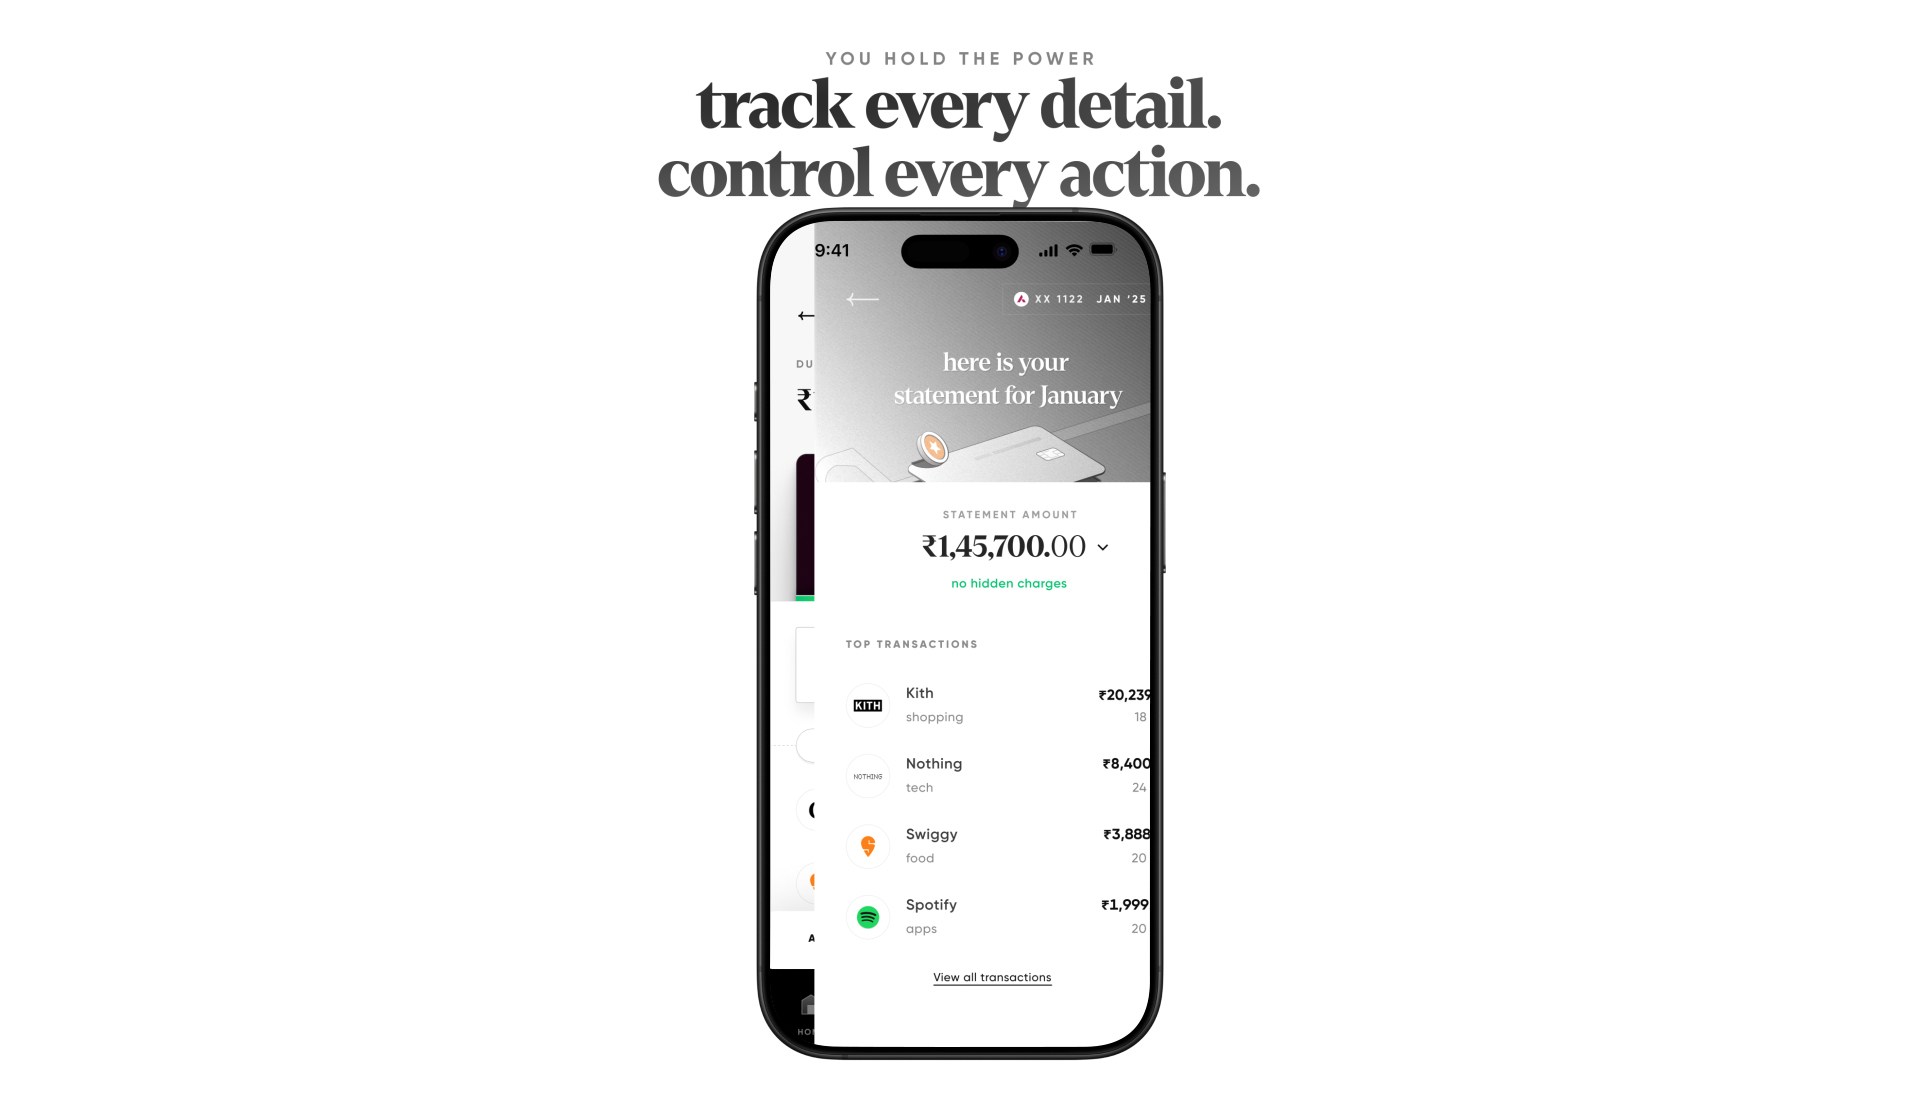 YOU HOLD THE POWER
track every detail.
control every action.
9:41
XX 1122 JAN '25
here is your
statement for January
DU
₹
STATEMENT AMOUNT
₹1,45,700.00
no hidden charges
TOP TRANSACTIONS
KITH
Kith
₹20,239
shopping
18
NOTHING
Nothing
₹8,400
tech
24
Swiggy
₹3,888
food
20
Spotify
₹1,999
apps
20
View all transactions